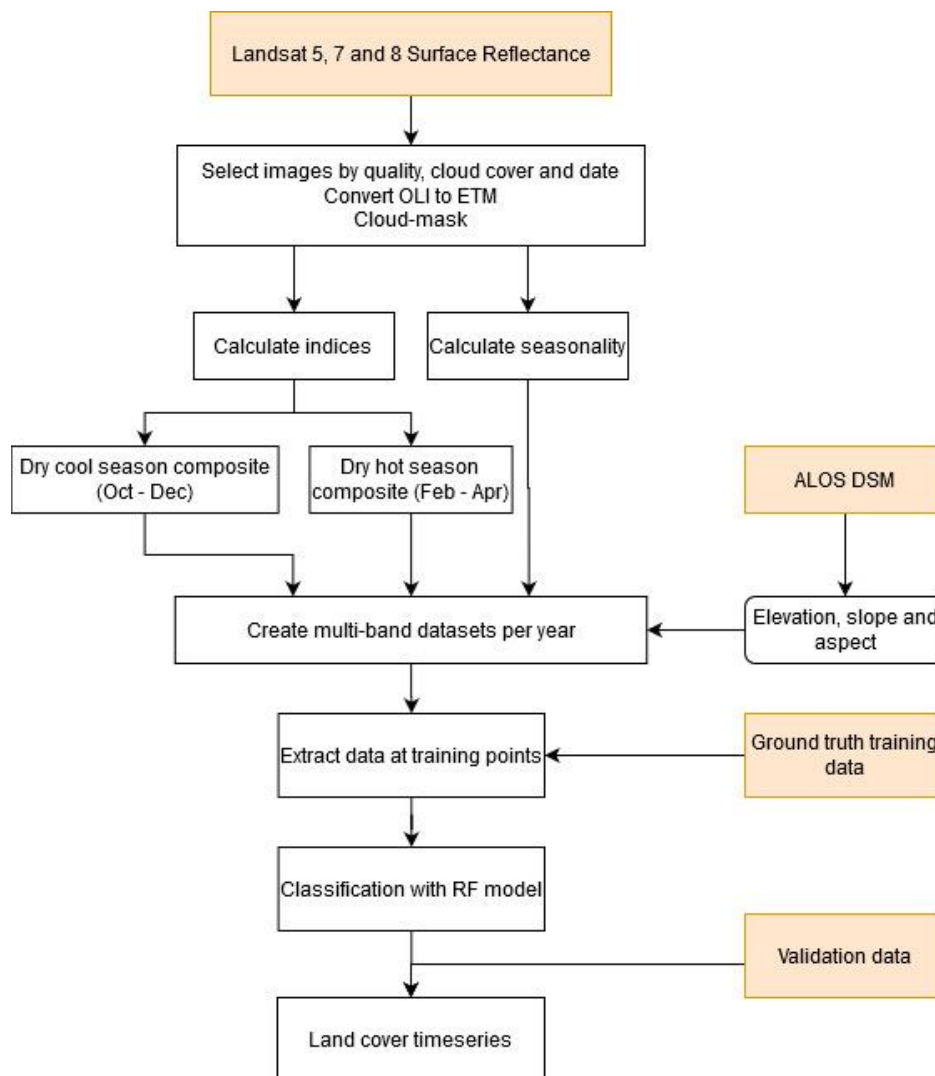 Landsat 5, 7 and 8 Surface Reflectance
Select images by quality, cloud cover and date
Convert OLI to ETM
Cloud-mask
Calculate indices
Calculate seasonality
Dry cool season composite
(Oct - Dec)
Dry hot season
composite (Feb - Apr)
ALOS DSM
Create multi-band datasets per year
Elevation, slope and
aspect
Extract data at training points
Ground truth training
data
Classification with RF model
Validation data
Land cover timeseries